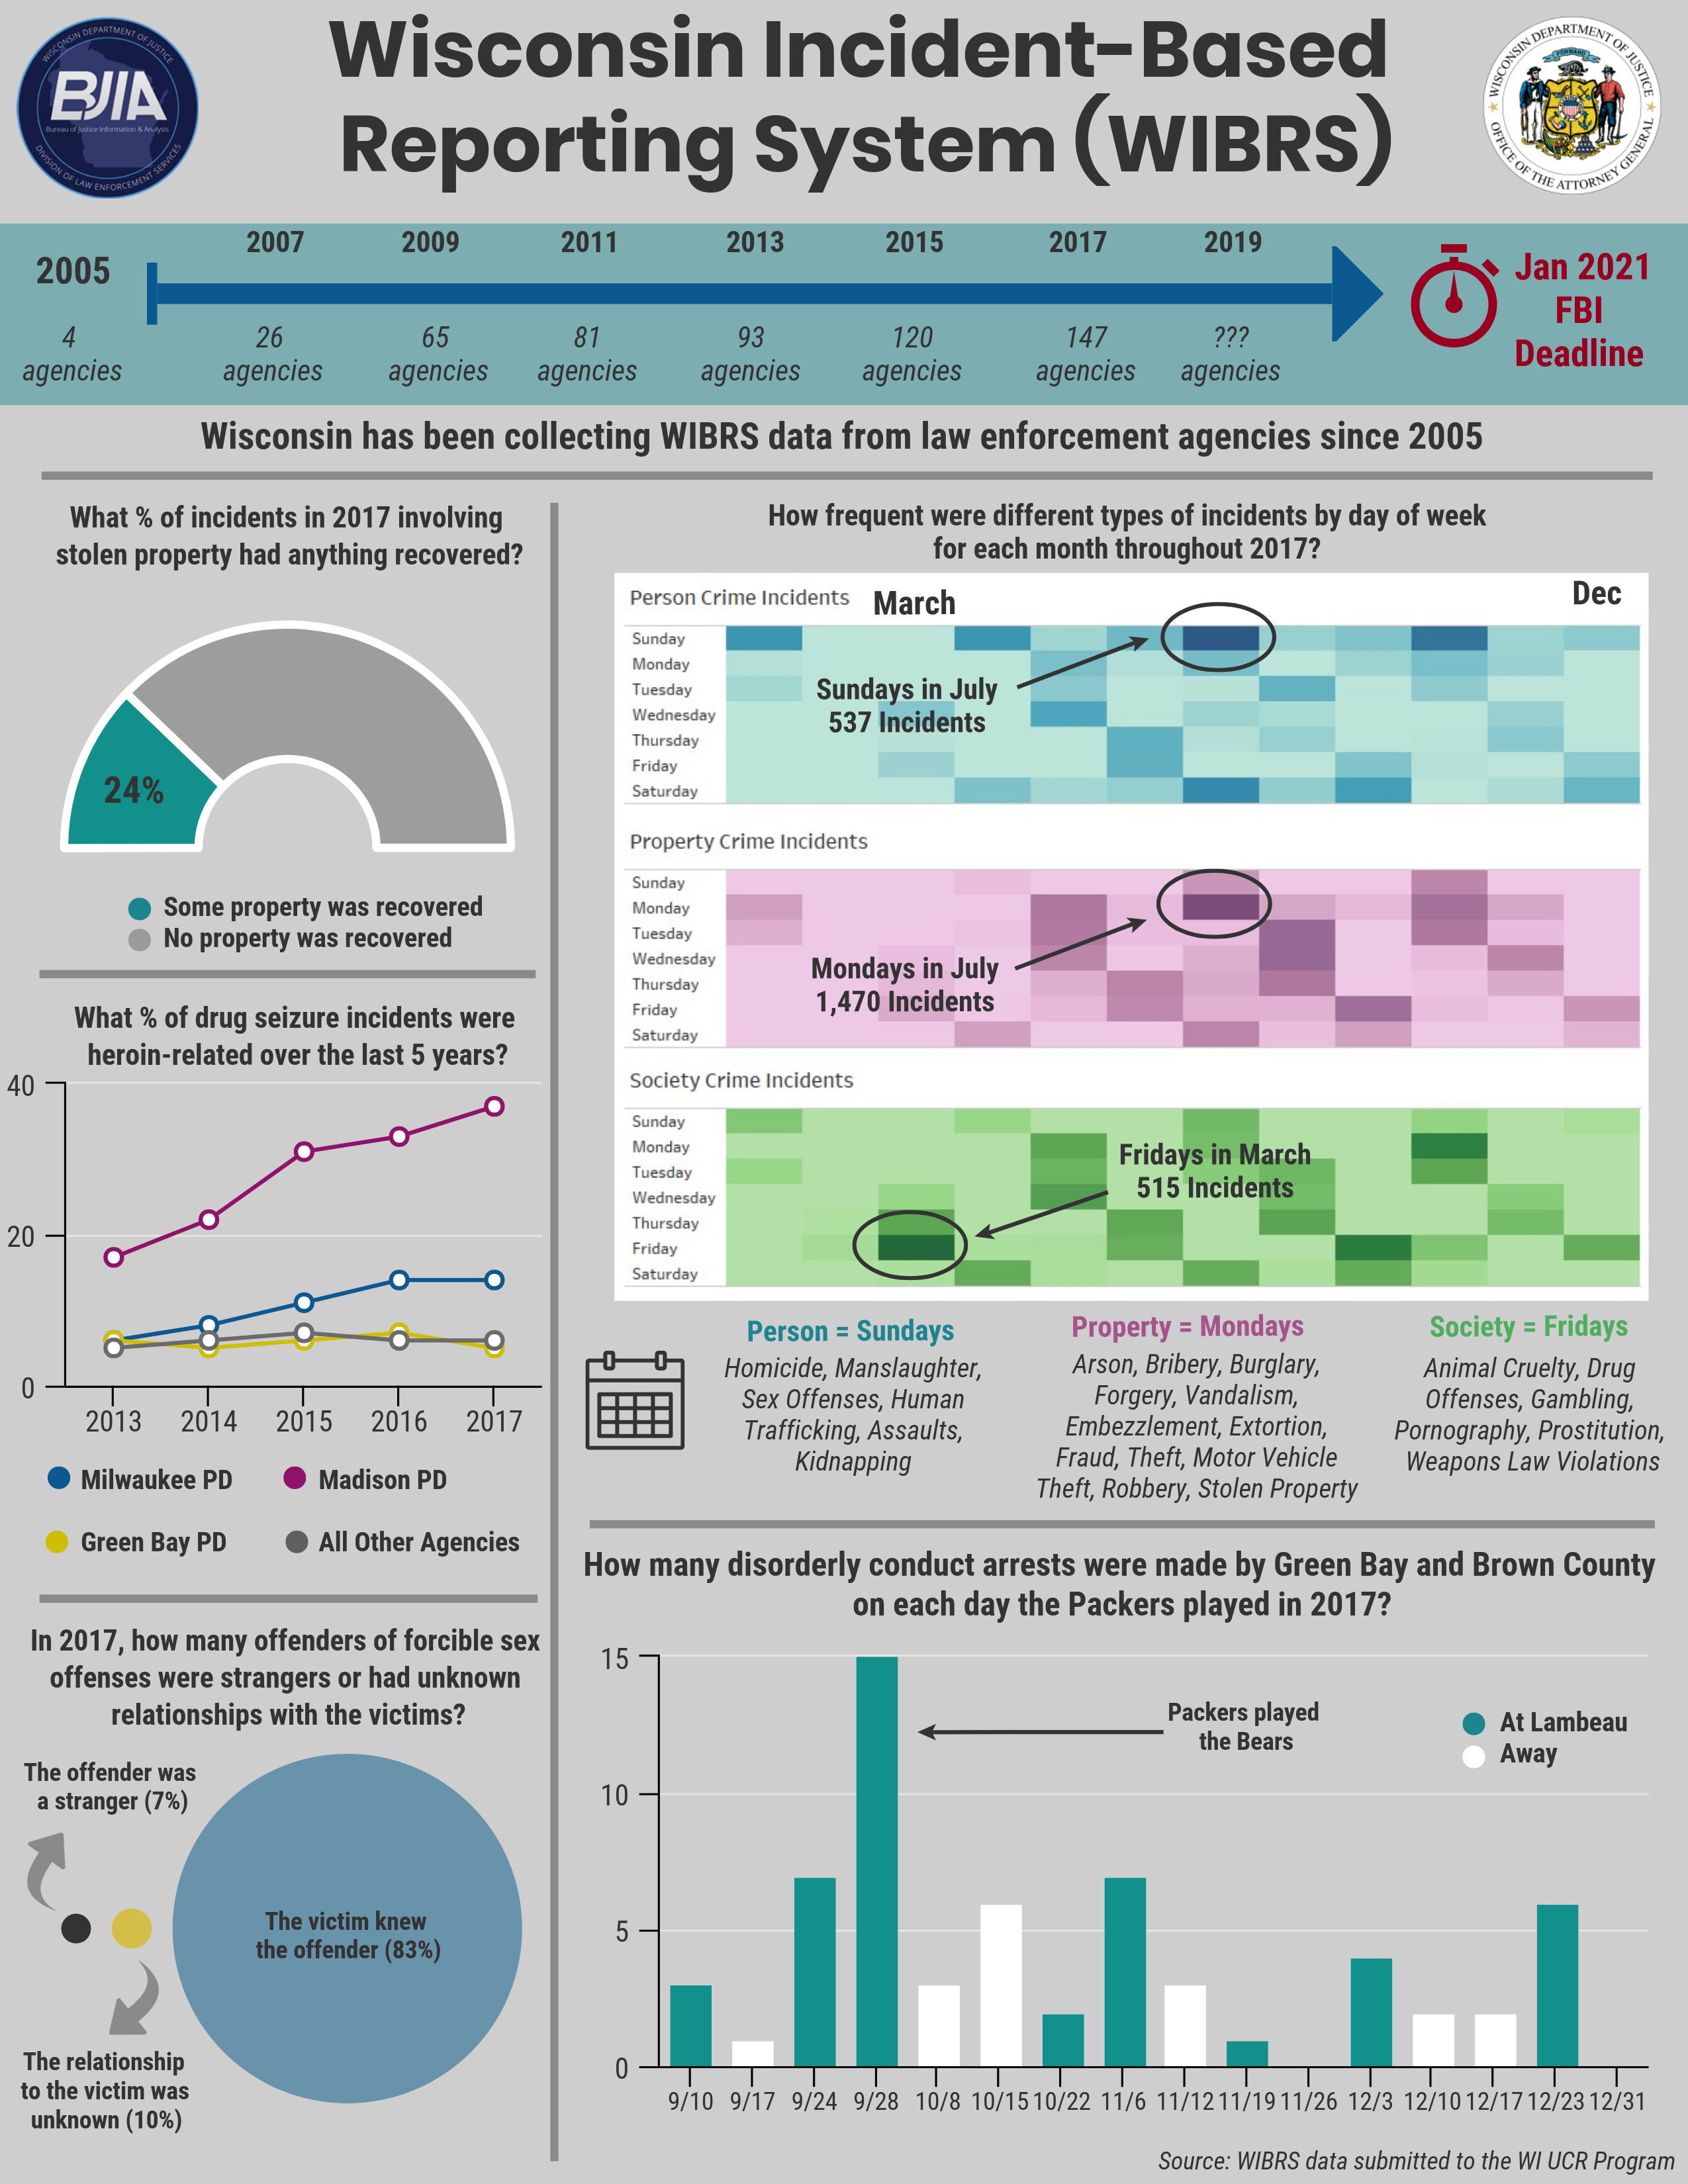 WISCONSIN DEPARTMENT OF JUSTICE
BJIA
Bureau of Justice Information & Analysis
DIVISION OF LAW ENFORCEMENT SERVICES
Wisconsin Incident-Based
Reporting System (WIBRS)
WISCONSIN DEPARTMENT OF JUSTICE
FORWARD
OFFICE OF THE ATTORNEY GENERAL
2005 2007 2009 2011 2013 2015 2017 2019
4 26 65 81 93 120 147 ???
agencies agencies agencies agencies agencies agencies agencies agencies
Jan 2021
FBI
Deadline
Wisconsin has been collecting WIBRS data from law enforcement agencies since 2005
What % of incidents in 2017 involving
stolen property had anything recovered?
24%
Some property was recovered
No property was recovered
What % of drug seizure incidents were
heroin-related over the last 5 years?
40
20
0
2013 2014 2015 2016 2017
Milwaukee PD Madison PD
Green Bay PD All Other Agencies
In 2017, how many offenders of forcible sex
offenses were strangers or had unknown
relationships with the victims?
The offender was
a stranger (7%)
The victim knew
the offender (83%)
The relationship
to the victim was
unknown (10%)
How frequent were different types of incidents by day of week
for each month throughout 2017?
Person Crime Incidents March Dec
Sunday
Monday
Tuesday
Wednesday
Thursday
Friday
Saturday
Sundays in July
537 Incidents
Property Crime Incidents
Sunday
Monday
Tuesday
Wednesday
Thursday
Friday
Saturday
Mondays in July
1,470 Incidents
Society Crime Incidents
Sunday
Monday
Tuesday
Wednesday
Thursday
Friday
Saturday
Fridays in March
515 Incidents
Person = Sundays
Homicide, Manslaughter,
Sex Offenses, Human
Trafficking, Assaults,
Kidnapping
Property = Mondays
Arson, Bribery, Burglary,
Forgery, Vandalism,
Embezzlement, Extortion,
Fraud, Theft, Motor Vehicle
Theft, Robbery, Stolen Property
Society = Fridays
Animal Cruelty, Drug
Offenses, Gambling,
Pornography, Prostitution,
Weapons Law Violations
How many disorderly conduct arrests were made by Green Bay and Brown County
on each day the Packers played in 2017?
15
10
5
0
Packers played
the Bears
At Lambeau
Away
9/10 9/17 9/24 9/28 10/8 10/15 10/22 11/6 11/12 11/19 11/26 12/3 12/10 12/17 12/23 12/31
Source: WIBRS data submitted to the WI UCR Program